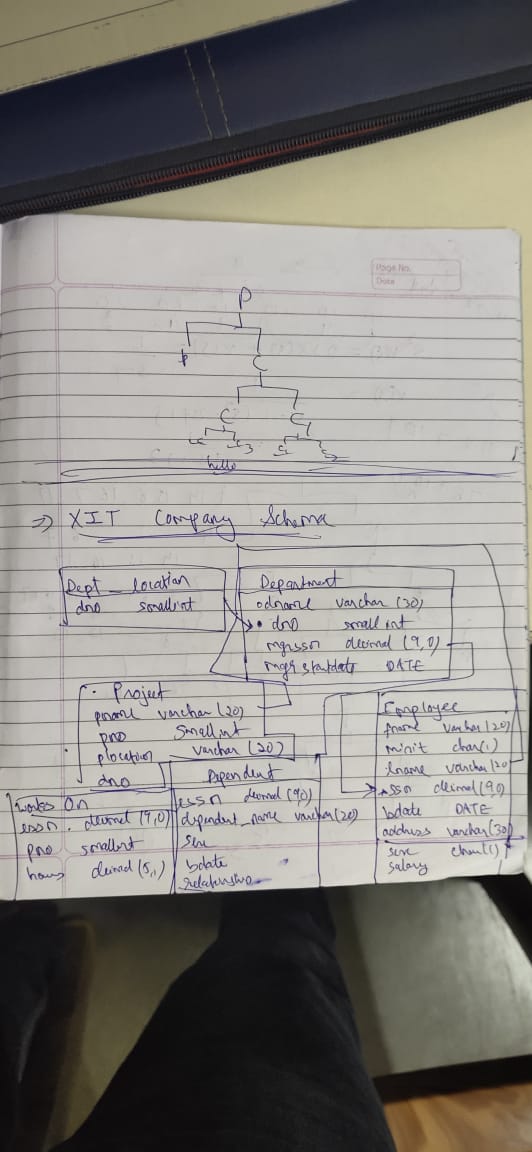 Page No.
Date
P
C
C
hello
⇒ XIT Company Schema
Dept_location
dno smallint
Department
dname varchar (30)
dno small int
mgrssn decimal (9,0)
mgrstartdate DATE
Project
pname varchar (20)
pno Smallint
plocation varchar (20)
dno
Works On
essn decimal (9,0)
pno smallint
hours decimal (5,1)
Dependent
essn decimal (9,0)
dependent_name varchar (20)
Sex
bdate
relationship
Employee
fname varchar (20)
minit char(1)
lname varchar (20
SSN decimal (9,0)
bdate DATE
address varchar (30)
sex char(1)
salary